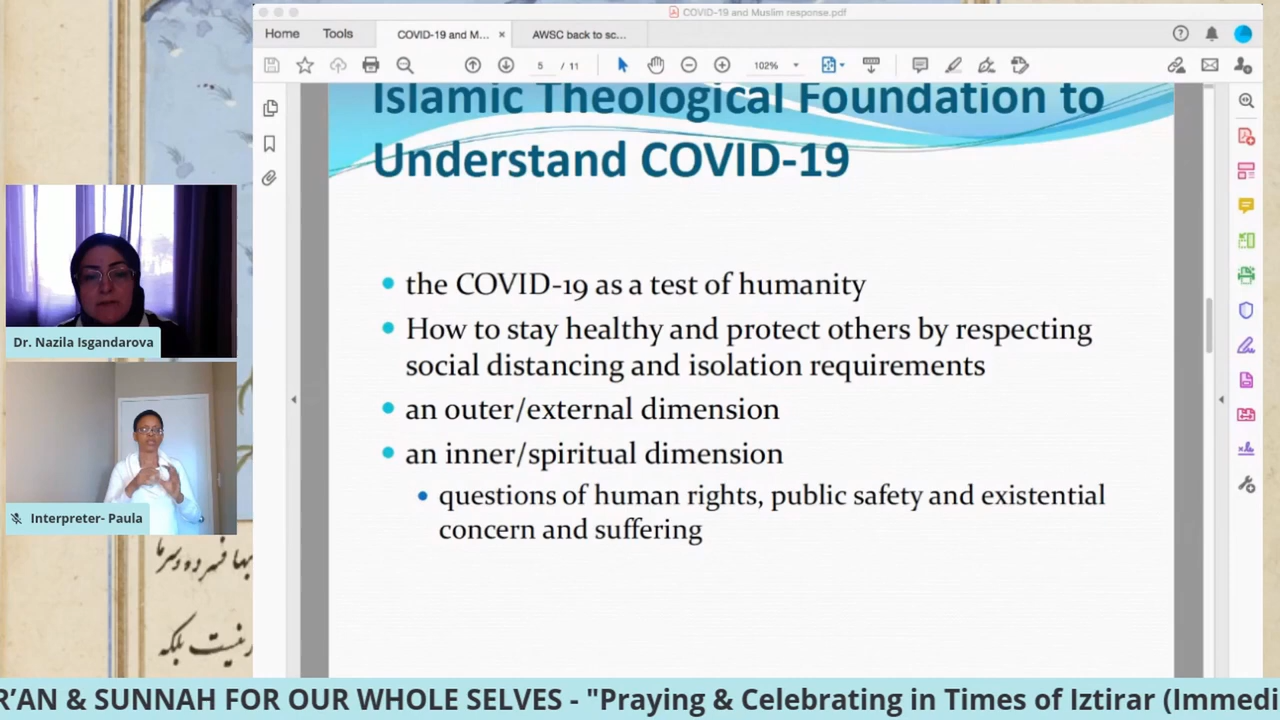 COVID-19 and Muslim response.pdf
Home Tools COVID-19 and M... × AWSC back to sc...
5 / 11 102%
Islamic Theological Foundation to
Understand COVID-19
• the COVID-19 as a test of humanity
• How to stay healthy and protect others by respecting
social distancing and isolation requirements
• an outer/external dimension
• an inner/spiritual dimension
• questions of human rights, public safety and existential
concern and suffering
Dr. Nazila Isgandarova
Interpreter- Paula
R’AN & SUNNAH FOR OUR WHOLE SELVES - "Praying & Celebrating in Times of Iztirar (Immedi